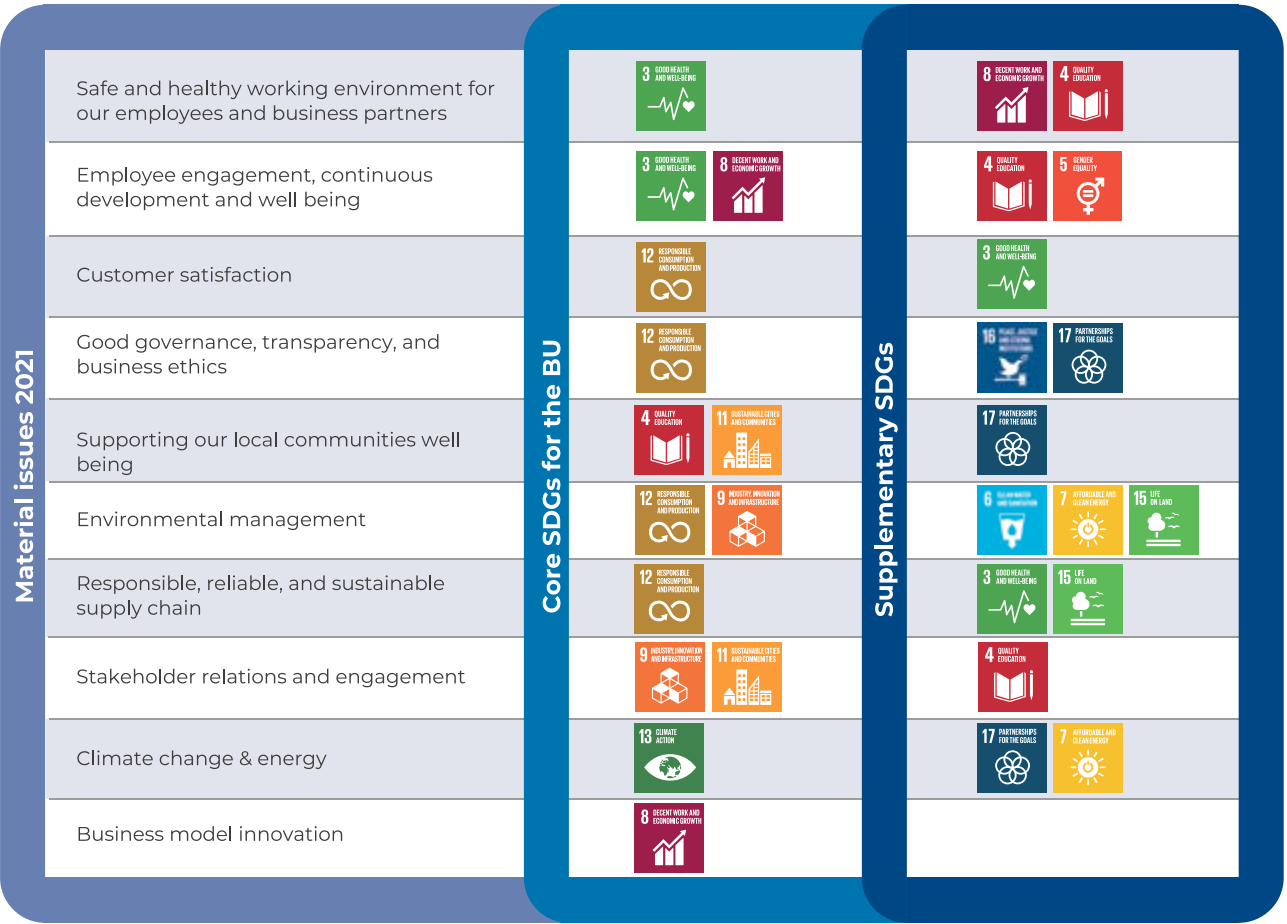 Material issues 2021
Core SDGs for the BU
Supplementary SDGs
Safe and healthy working environment for
our employees and business partners
3 GOOD HEALTH
AND WELL-BEING
8 DECENT WORK AND
ECONOMIC GROWTH
4 QUALITY
EDUCATION
Employee engagement, continuous
development and well being
3 GOOD HEALTH
AND WELL-BEING
8 DECENT WORK AND
ECONOMIC GROWTH
4 QUALITY
EDUCATION
5 GENDER
EQUALITY
Customer satisfaction
12 RESPONSIBLE
CONSUMPTION
AND PRODUCTION
3 GOOD HEALTH
AND WELL-BEING
Good governance, transparency, and
business ethics
12 RESPONSIBLE
CONSUMPTION
AND PRODUCTION
16 PEACE, JUSTICE
AND STRONG
INSTITUTIONS
17 PARTNERSHIPS
FOR THE GOALS
Supporting our local communities well
being
4 QUALITY
EDUCATION
11 SUSTAINABLE CITIES
AND COMMUNITIES
17 PARTNERSHIPS
FOR THE GOALS
Environmental management
12 RESPONSIBLE
CONSUMPTION
AND PRODUCTION
9 INDUSTRY, INNOVATION
AND INFRASTRUCTURE
6 CLEAN WATER
AND SANITATION
7 AFFORDABLE AND
CLEAN ENERGY
15 LIFE
ON LAND
Responsible, reliable, and sustainable
supply chain
12 RESPONSIBLE
CONSUMPTION
AND PRODUCTION
3 GOOD HEALTH
AND WELL-BEING
15 LIFE
ON LAND
Stakeholder relations and engagement
9 INDUSTRY, INNOVATION
AND INFRASTRUCTURE
11 SUSTAINABLE CITIES
AND COMMUNITIES
4 QUALITY
EDUCATION
Climate change & energy
13 CLIMATE
ACTION
17 PARTNERSHIPS
FOR THE GOALS
7 AFFORDABLE AND
CLEAN ENERGY
Business model innovation
8 DECENT WORK AND
ECONOMIC GROWTH